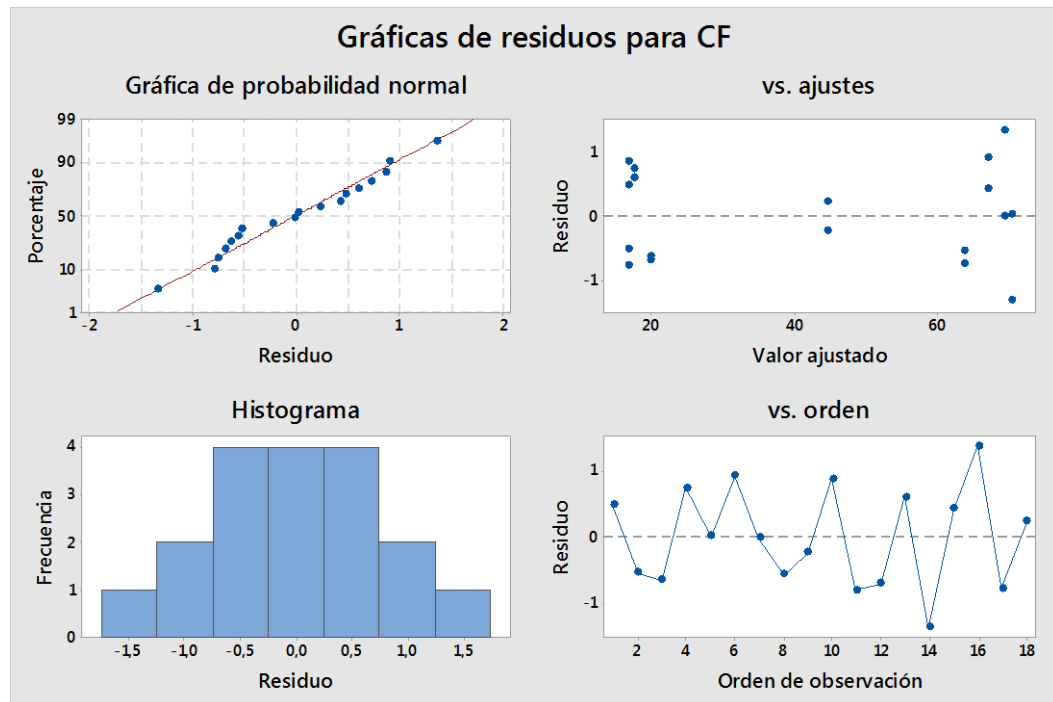 Gráficas de residuos para CF
Gráfica de probabilidad normal
99
90
50
10
1
Porcentaje
-2 -1 0 1 2
Residuo
vs. ajustes
1
0
-1
Residuo
20 40 60
Valor ajustado
Histograma
4
3
2
1
0
Frecuencia
-1,5 -1,0 -0,5 0,0 0,5 1,0 1,5
Residuo
vs. orden
1
0
-1
Residuo
2 4 6 8 10 12 14 16 18
Orden de observación